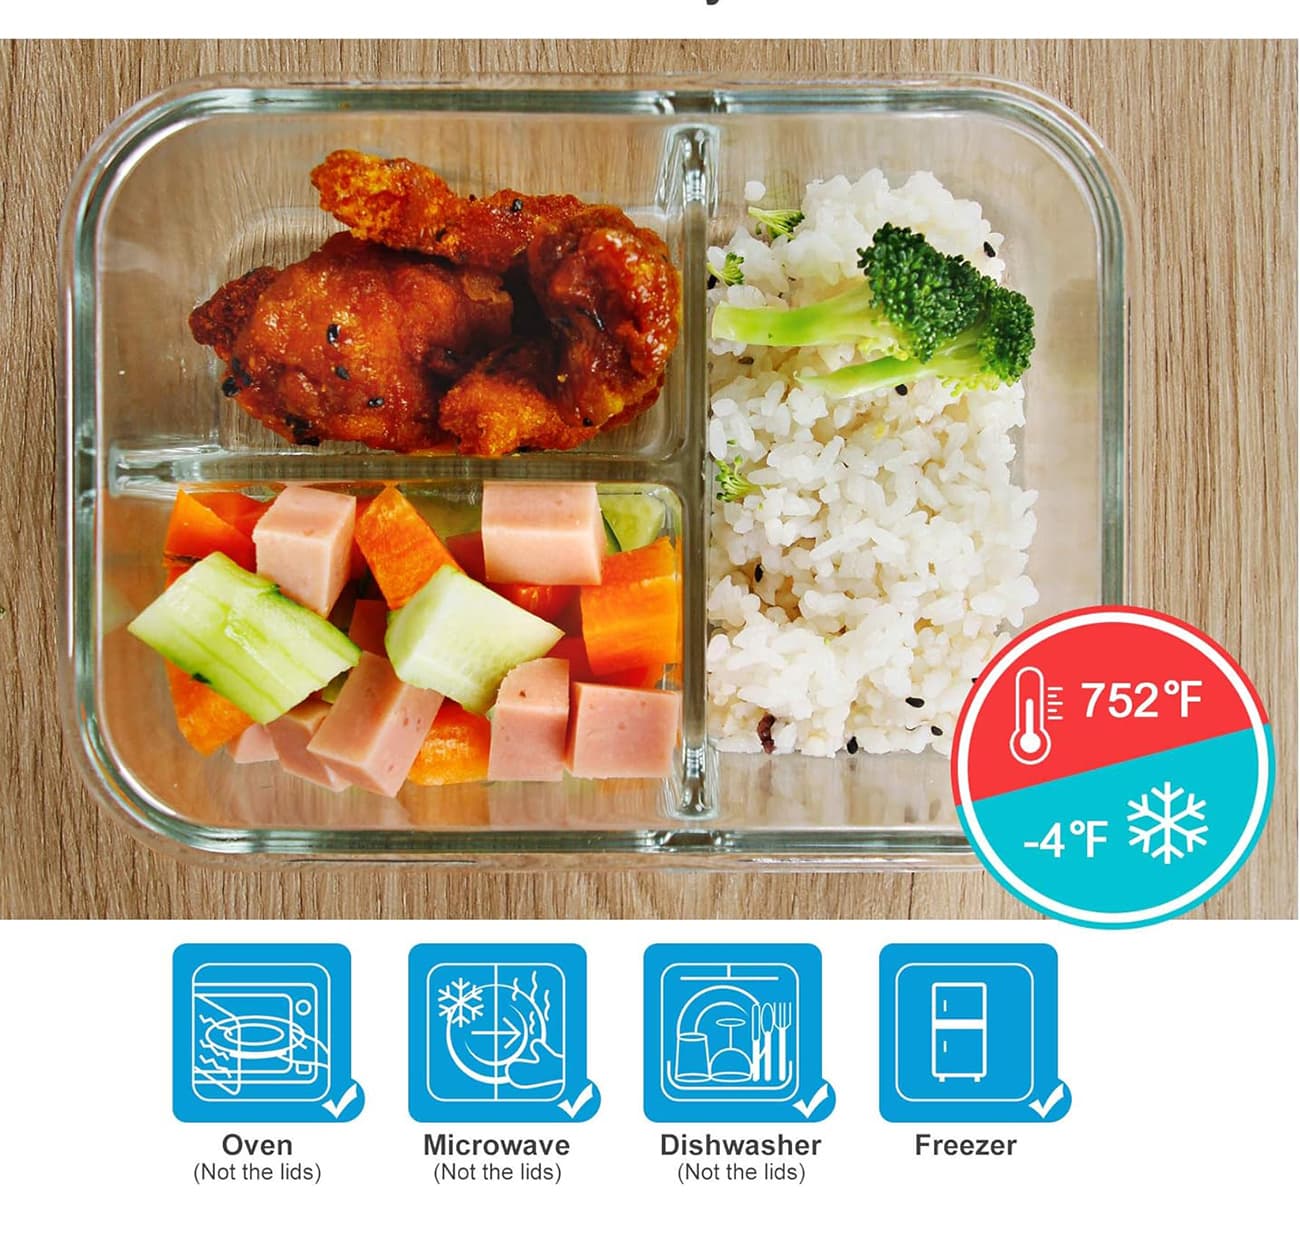 752°F
-4°F
Oven
(Not the lids)
Microwave
(Not the lids)
Dishwasher
(Not the lids)
Freezer